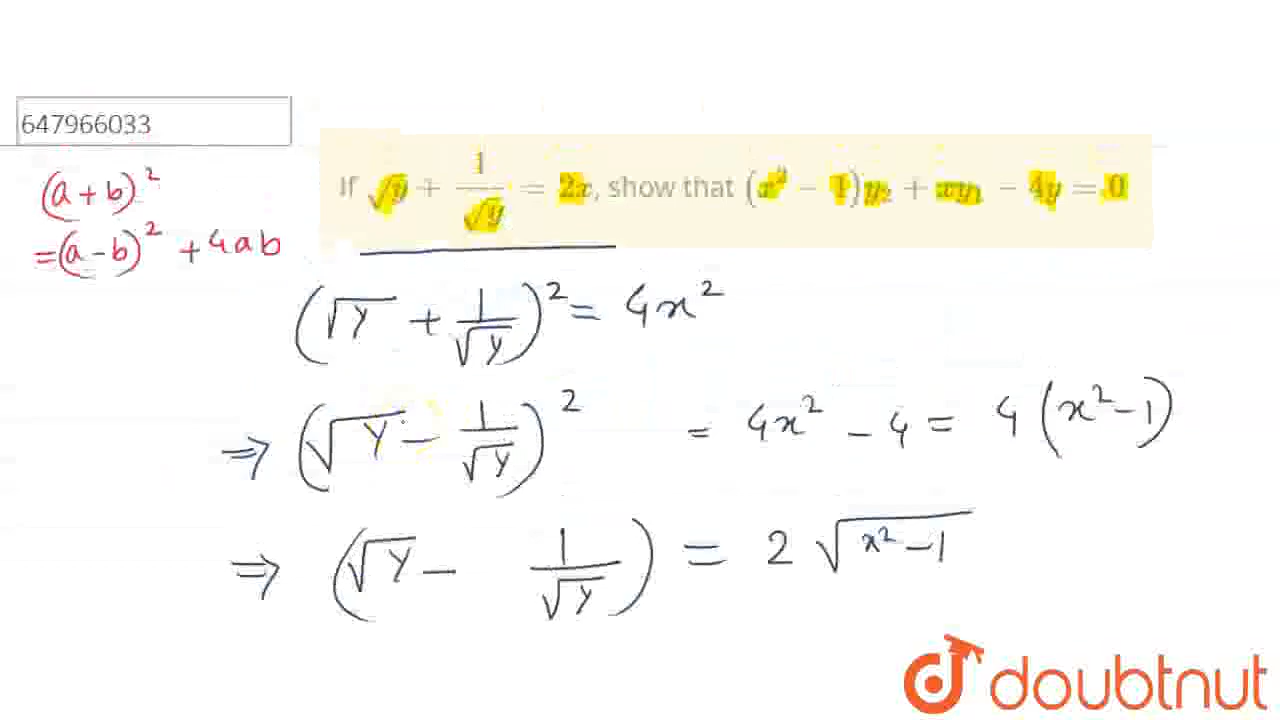 647966033
If √y + 1/√y = 2x, show that (x² − 1)y₂ + xy₁ − 4y = 0
(a + b)²
= (a − b)² + 4ab
(√y + 1/√y)² = 4x²
⇒ (√y − 1/√y)² = 4x² − 4 = 4(x² − 1)
⇒ (√y − 1/√y) = 2√(x² − 1)
doubtnut